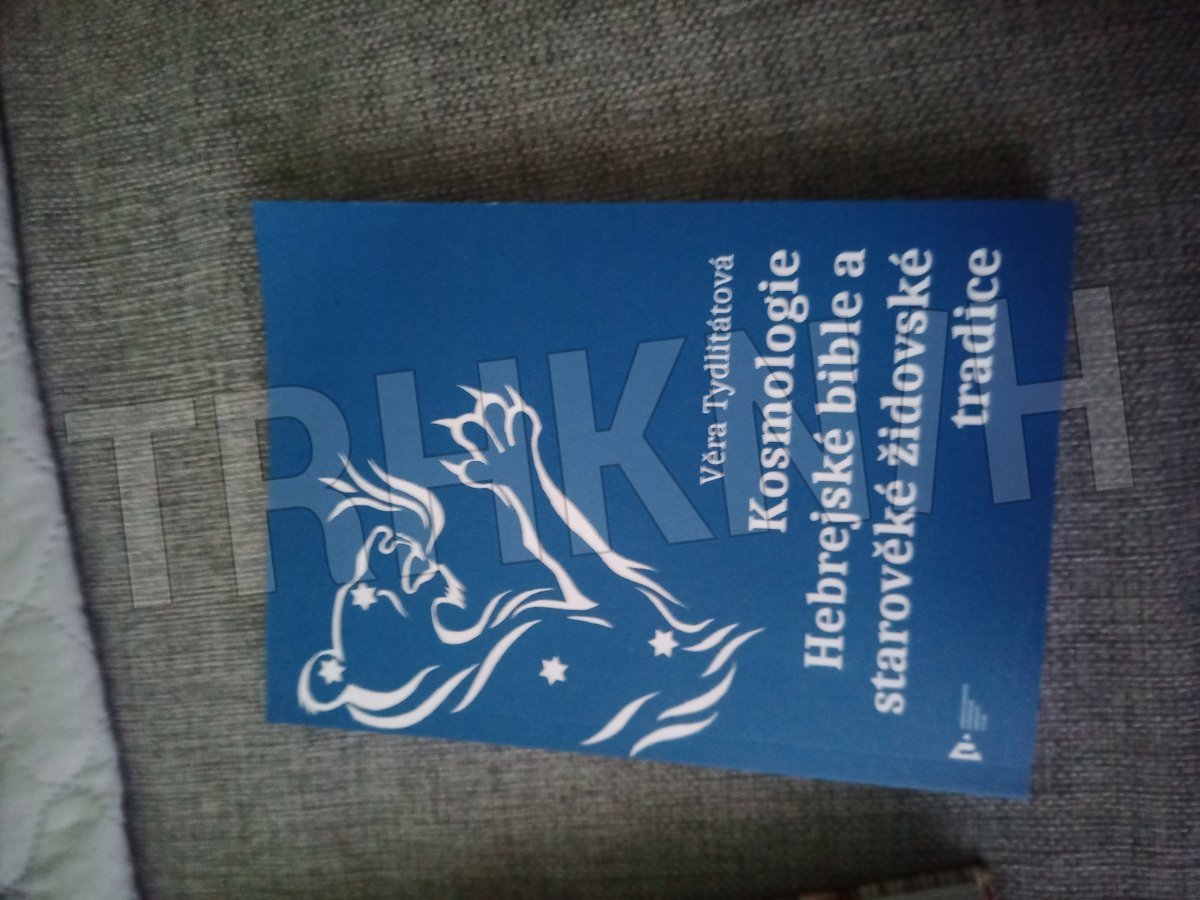 Věra Tydlitátová
Kosmologie
Hebrejské bible a
starověké židovské
tradice
TRHKNIH